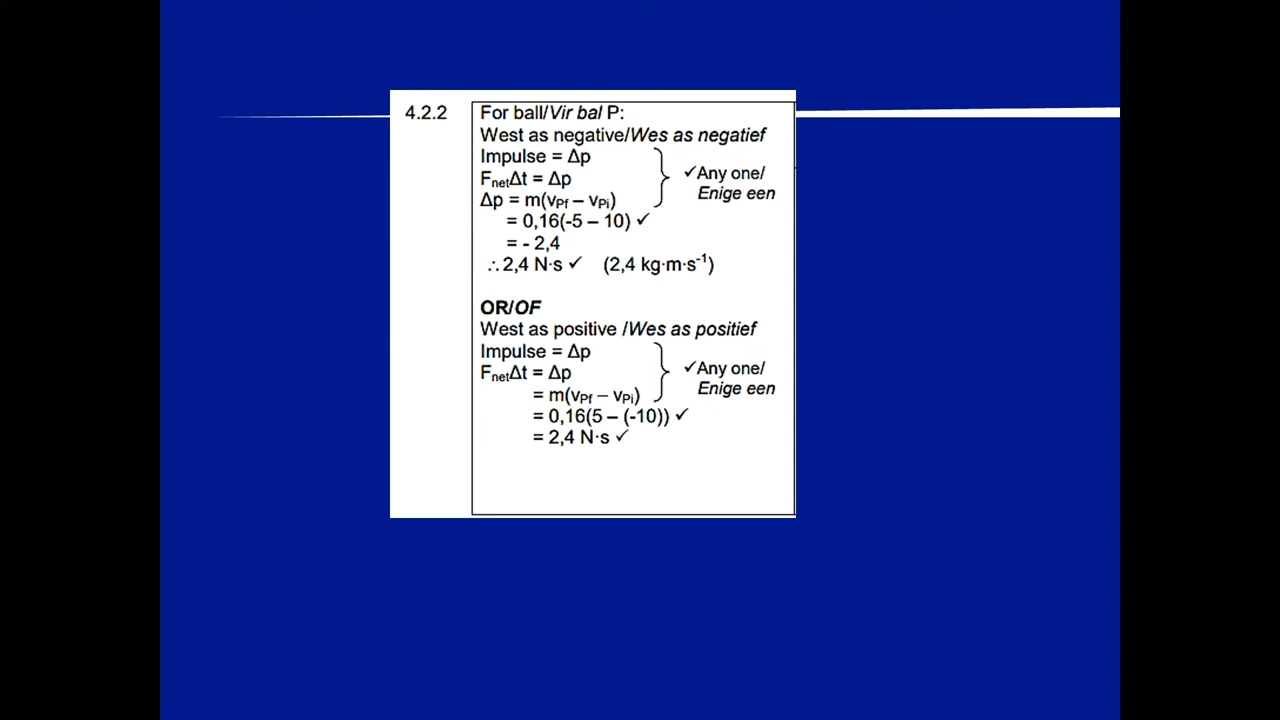 4.2.2 For ball/Vir bal P:
West as negative/Wes as negatief
Impulse = Δp
FnetΔt = Δp
✓Any one/
Enige een
Δp = m(vPf – vPi)
= 0,16(-5 – 10) ✓
= - 2,4
∴2,4 N·s ✓ (2,4 kg·m·s-1)
OR/OF
West as positive /Wes as positief
Impulse = Δp
FnetΔt = Δp
✓Any one/
Enige een
= m(vPf – vPi)
= 0,16(5 – (-10)) ✓
= 2,4 N·s ✓